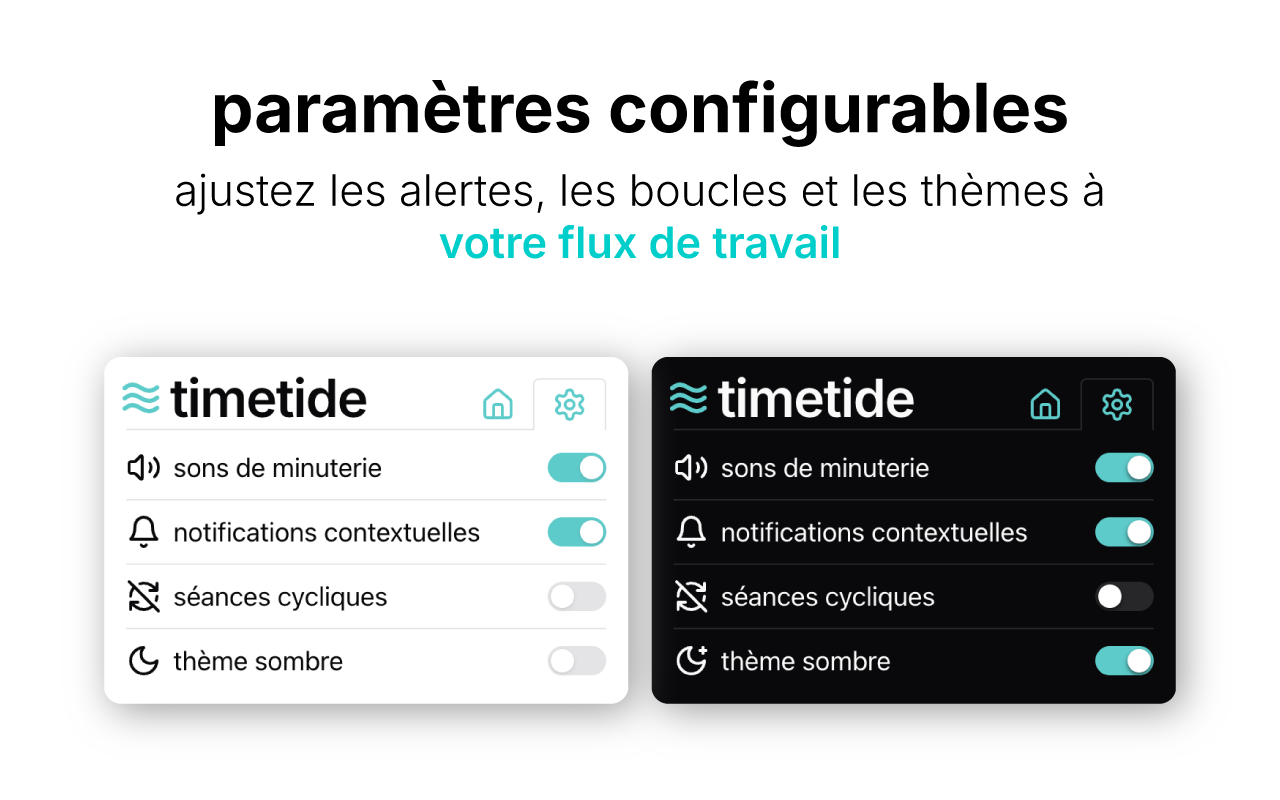 paramètres configurables
ajustez les alertes, les boucles et les thèmes à
votre flux de travail
timetide
sons de minuterie
notifications contextuelles
séances cycliques
thème sombre
timetide
sons de minuterie
notifications contextuelles
séances cycliques
thème sombre